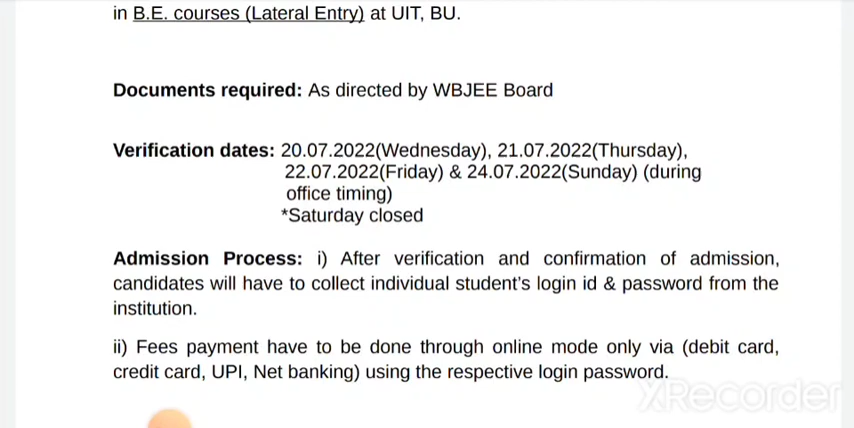 in B.E. courses (Lateral Entry) at UIT, BU.
Documents required: As directed by WBJEE Board
Verification dates: 20.07.2022(Wednesday), 21.07.2022(Thursday),
22.07.2022(Friday) & 24.07.2022(Sunday) (during
office timing)
*Saturday closed
Admission Process: i) After verification and confirmation of admission,
candidates will have to collect individual student's login id & password from the
institution.
ii) Fees payment have to be done through online mode only via (debit card,
credit card, UPI, Net banking) using the respective login password.
XRecorder